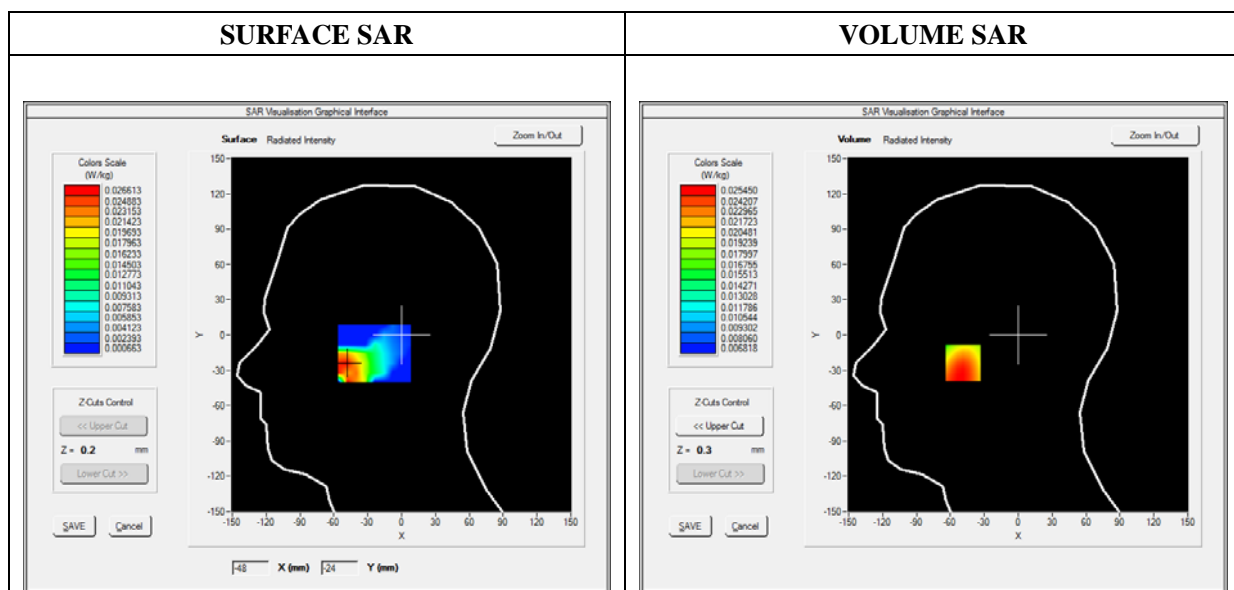 SURFACE SAR
VOLUME SAR
SAR Visualisation Graphical Interface
Surface Radiated Intensity
Zoom In/Out
Colors Scale
(W/kg)
0.026613
0.024883
0.023153
0.021423
0.019693
0.017963
0.016233
0.014503
0.012773
0.011043
0.009313
0.007583
0.005853
0.004123
0.002393
0.000663
150
120
90
60
30
0
-30
-60
-90
-120
-150
Y
-150 -120 -90 -60 -30 0 30 60 90 120 150
X
Z-Cuts Control
<< Upper Cut
Z = 0.2 mm
Lower Cut >>
SAVE Cancel
-48 X (mm) -24 Y (mm)
SAR Visualisation Graphical Interface
Volume Radiated Intensity
Zoom In/Out
Colors Scale
(W/kg)
0.025450
0.024207
0.022965
0.021723
0.020481
0.019239
0.017997
0.016755
0.015513
0.014271
0.013028
0.011786
0.010544
0.009302
0.008060
0.006818
150
120
90
60
30
0
-30
-60
-90
-120
-150
Y
-150 -120 -90 -60 -30 0 30 60 90 120 150
X
Z-Cuts Control
<< Upper Cut
Z = 0.3 mm
Lower Cut >>
SAVE Cancel